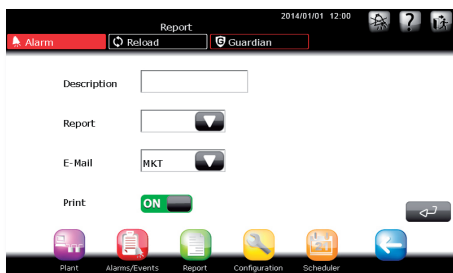 Report 2014/01/01 12:00
Alarm Reload Guardian
Description
Report
E-Mail MKT
Print ON
Plant Alarms/Events Report Configuration Scheduler